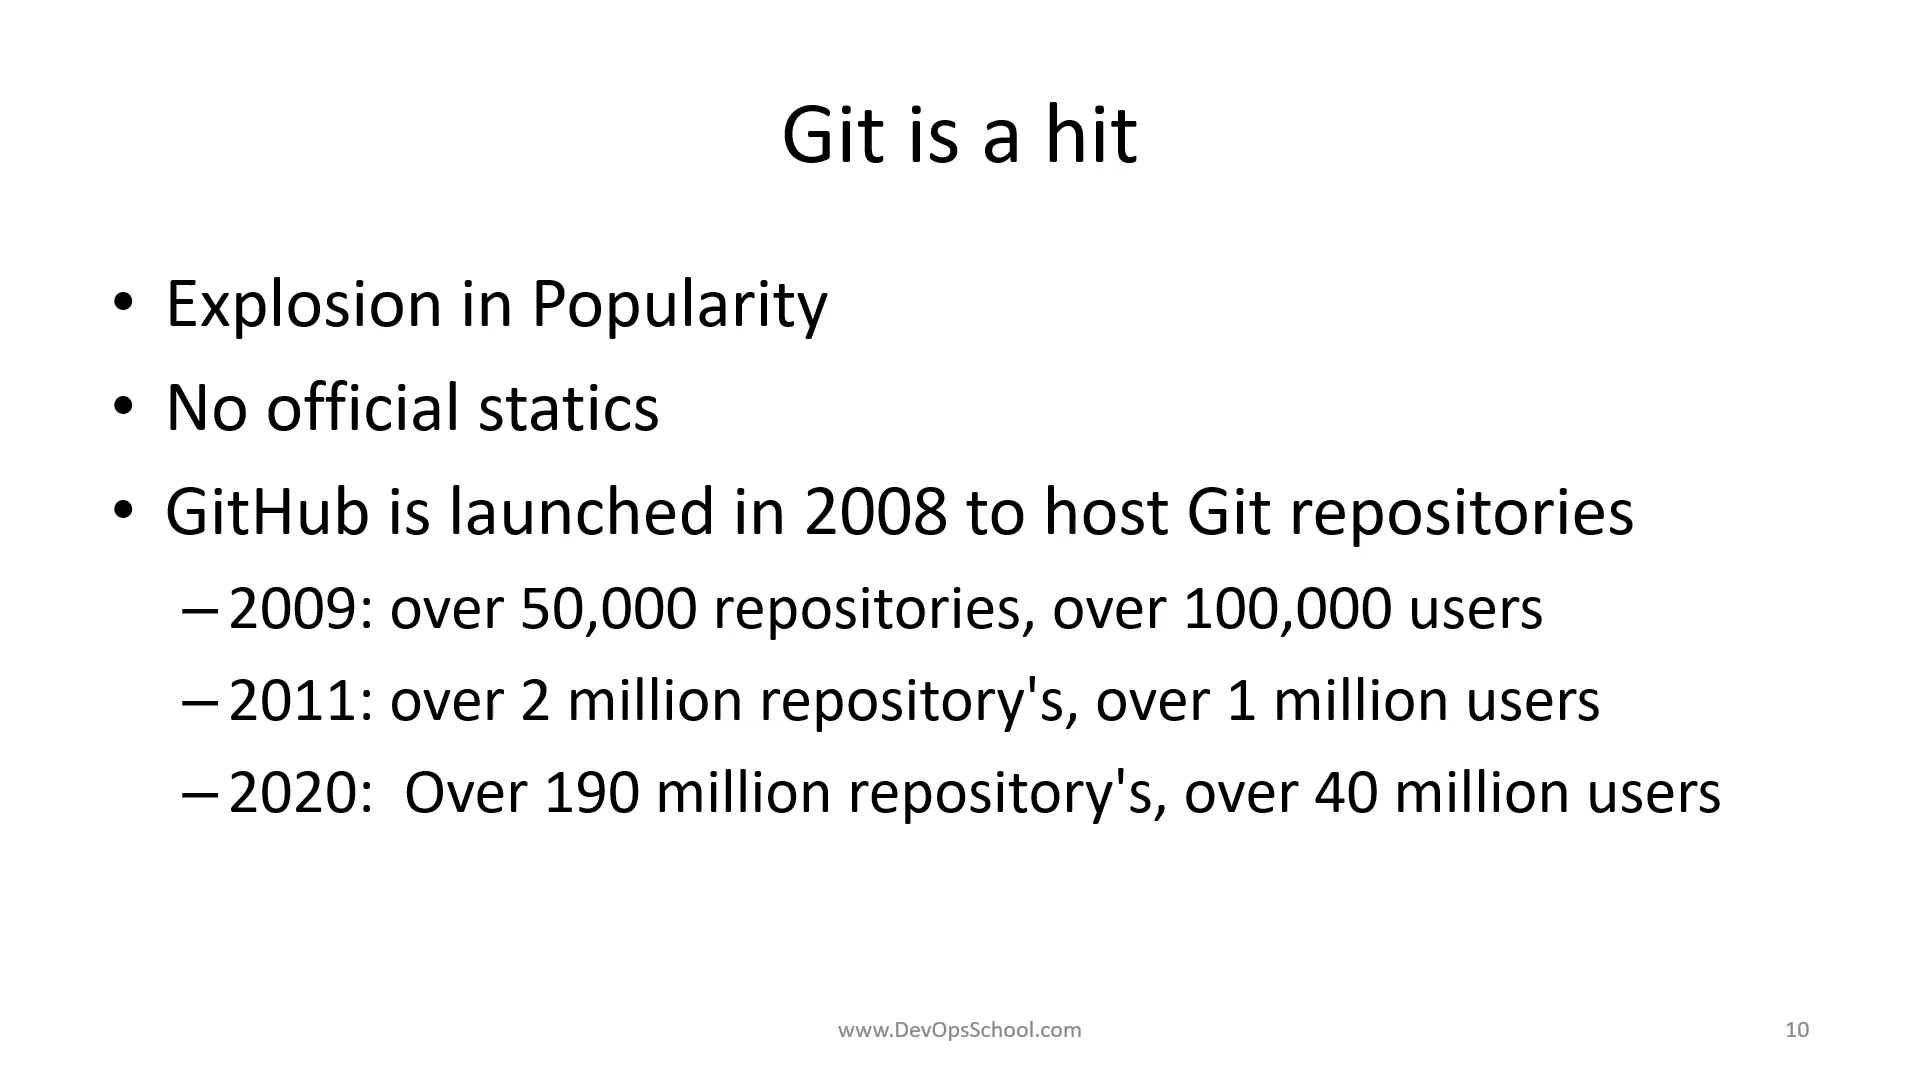 Git is a hit
• Explosion in Popularity
• No official statics
• GitHub is launched in 2008 to host Git repositories
– 2009: over 50,000 repositories, over 100,000 users
– 2011: over 2 million repository's, over 1 million users
– 2020:  Over 190 million repository's, over 40 million users
www.DevOpsSchool.com
10